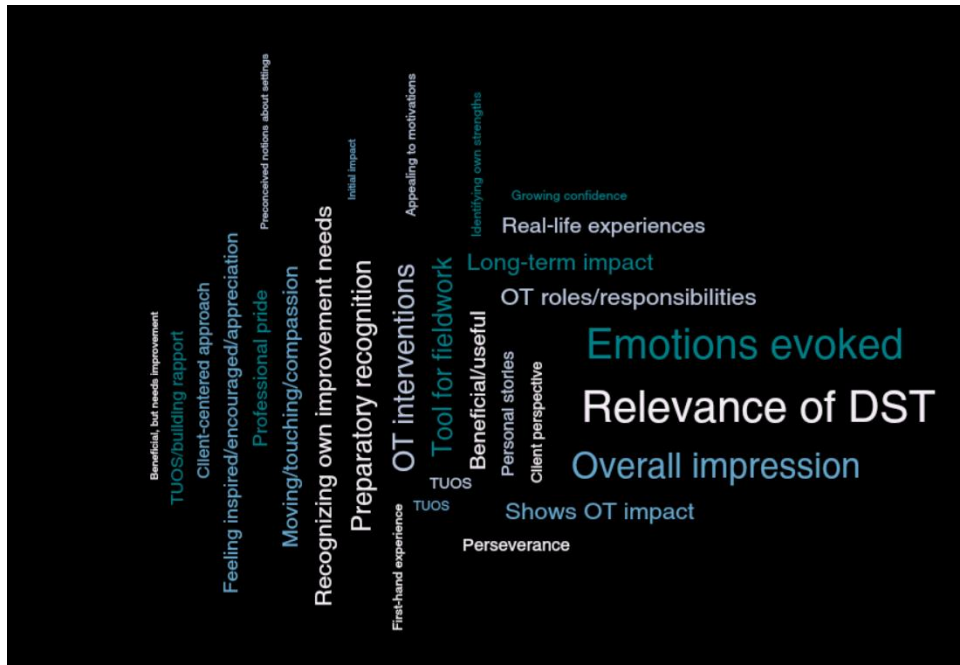 Beneficial, but needs improvement
TUOS/building rapport
Client-centered approach
Feeling inspired/encouraged/appreciation
Preconceived notions about settings
Professional pride
Moving/touching/compassion
Recognizing own improvement needs
Initial impact
Preparatory recognition
Appealing to motivations
OT interventions
First-hand experience
Tool for fieldwork
TUOS
TUOS
Identifying own strengths
Beneficial/useful
Personal stories
Client perspective
Growing confidence
Real-life experiences
Long-term impact
OT roles/responsibilities
Emotions evoked
Relevance of DST
Overall impression
Shows OT impact
Perseverance